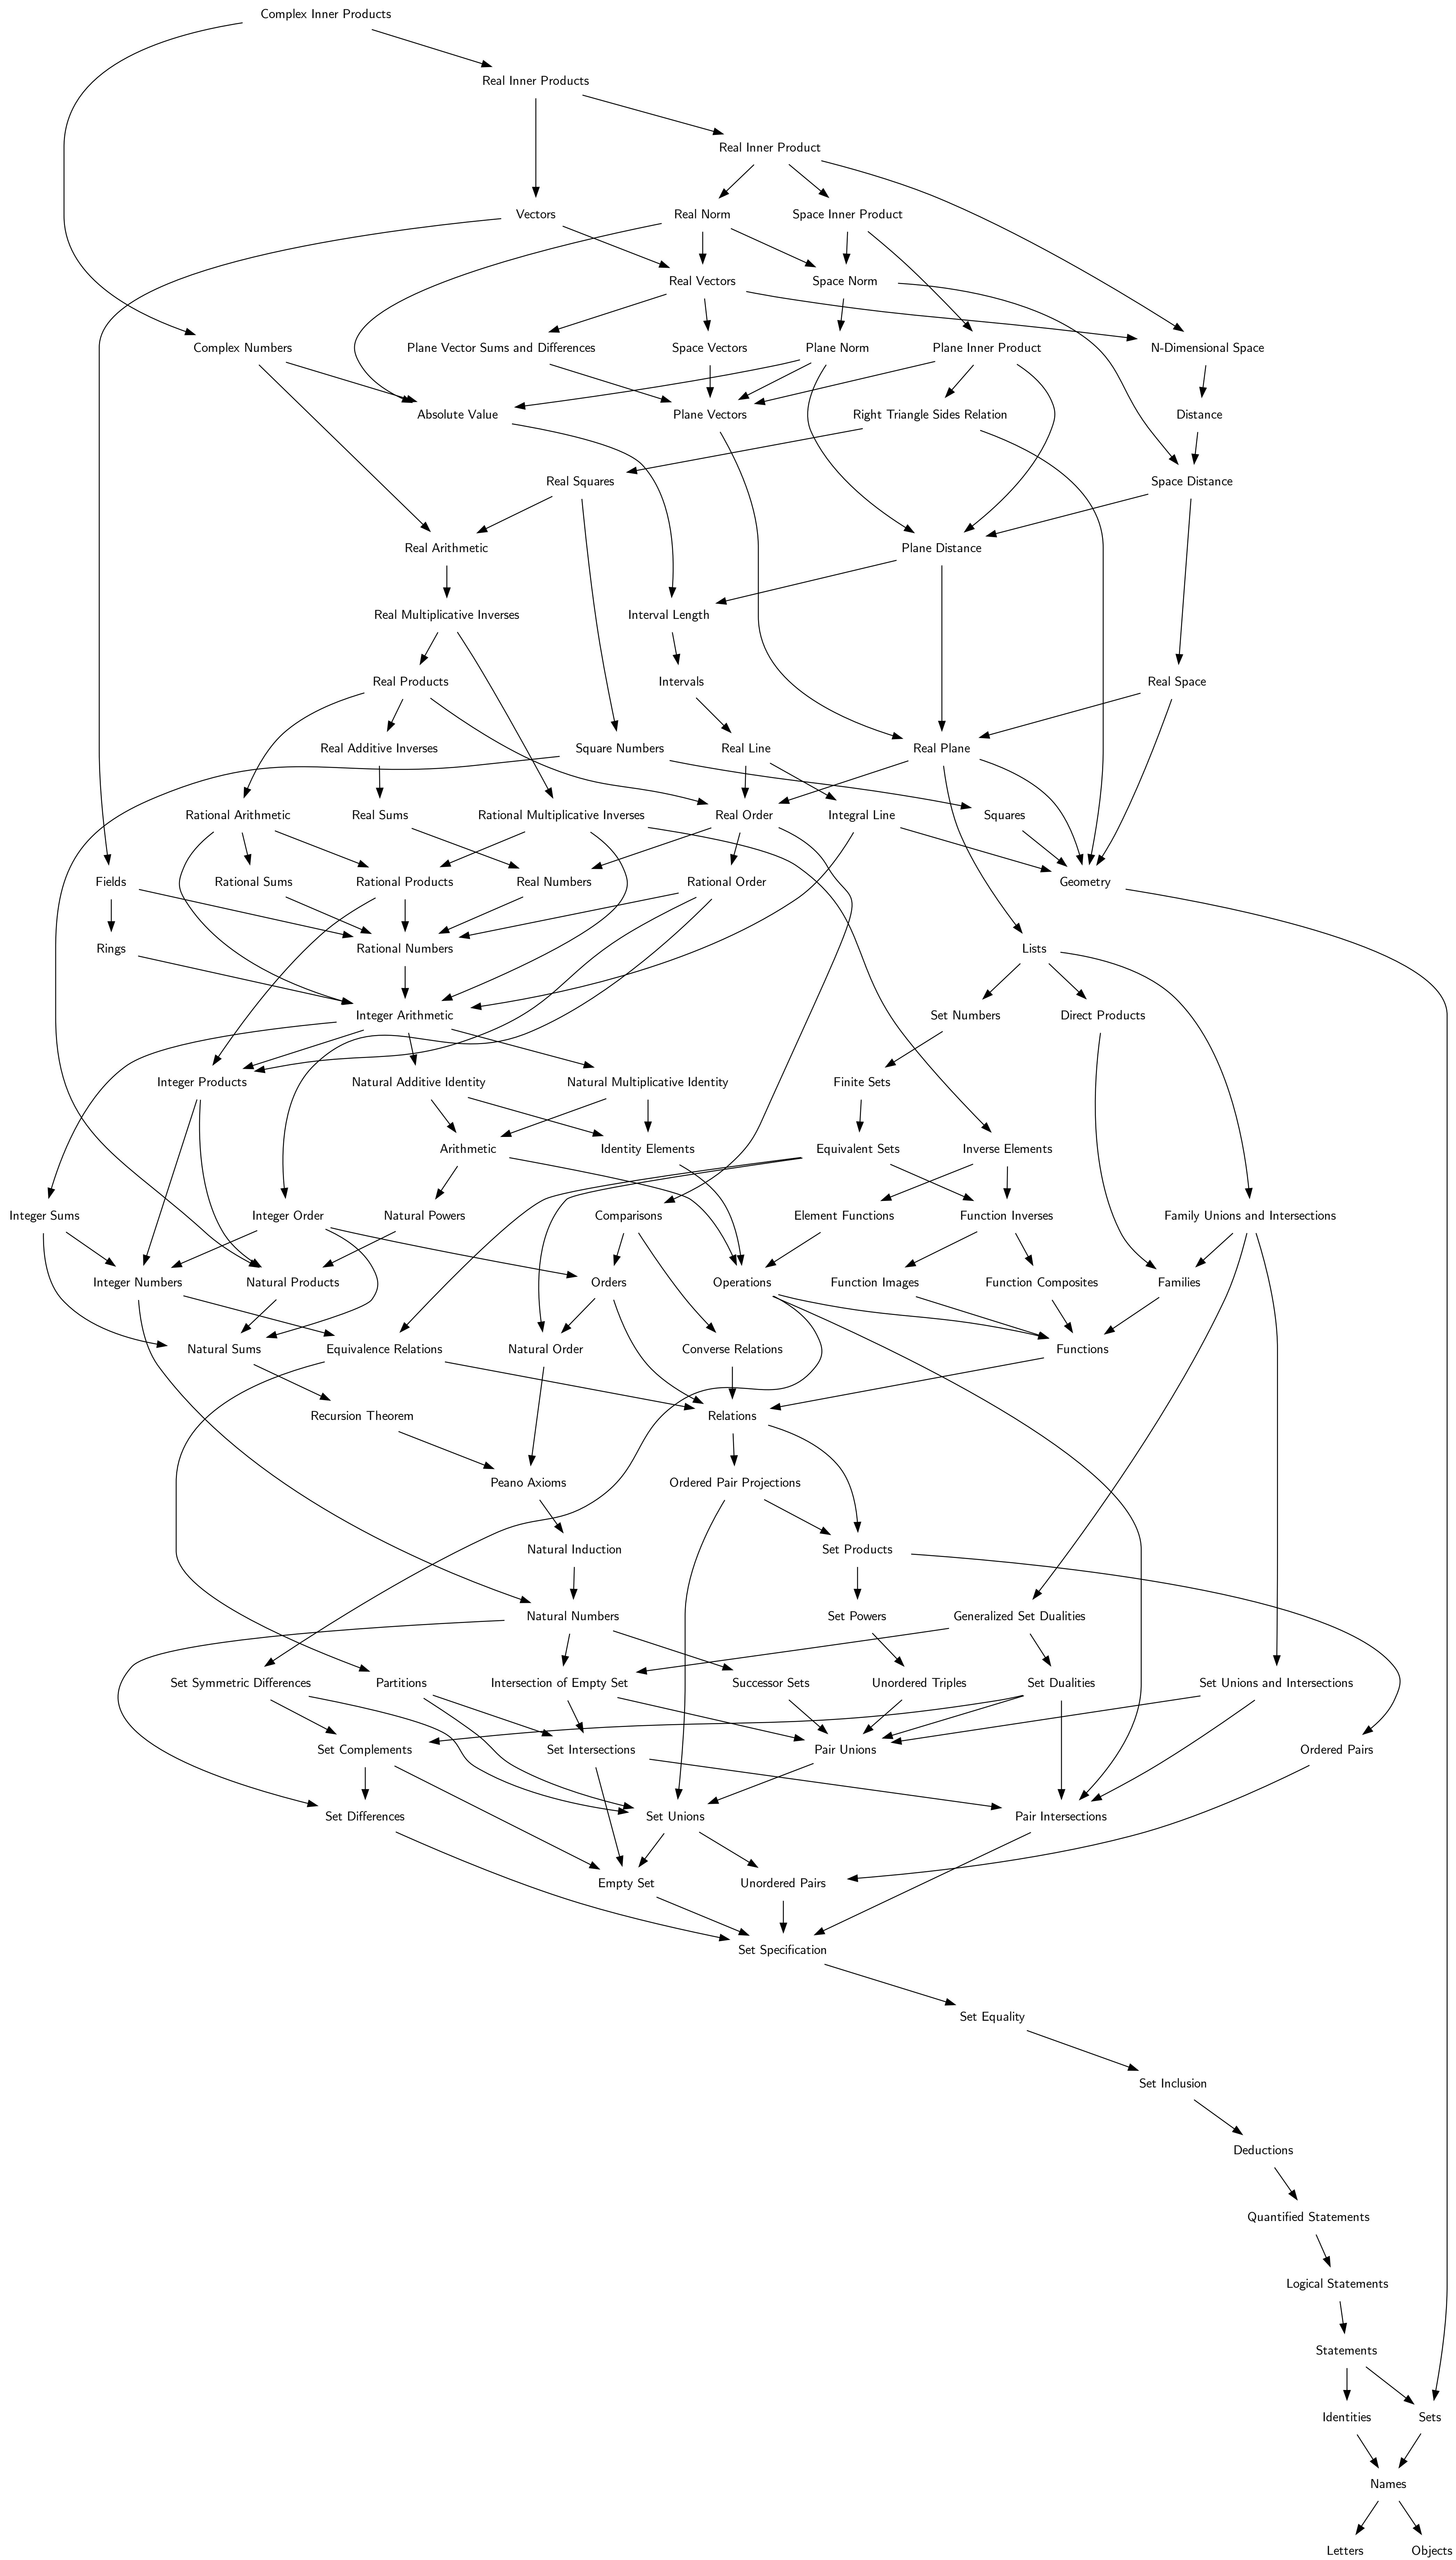 Complex Inner Products
Real Inner Products
Real Inner Product
Vectors
Real Norm
Space Inner Product
Real Vectors
Space Norm
Complex Numbers
Plane Vector Sums and Differences
Space Vectors
Plane Norm
Plane Inner Product
N-Dimensional Space
Absolute Value
Plane Vectors
Right Triangle Sides Relation
Distance
Real Squares
Space Distance
Real Arithmetic
Plane Distance
Real Multiplicative Inverses
Interval Length
Real Products
Intervals
Real Space
Real Additive Inverses
Square Numbers
Real Line
Real Plane
Rational Arithmetic
Real Sums
Rational Multiplicative Inverses
Real Order
Integral Line
Squares
Fields
Rational Sums
Rational Products
Real Numbers
Rational Order
Geometry
Rings
Rational Numbers
Lists
Integer Arithmetic
Set Numbers
Direct Products
Integer Products
Natural Additive Identity
Natural Multiplicative Identity
Finite Sets
Arithmetic
Identity Elements
Equivalent Sets
Inverse Elements
Integer Sums
Integer Order
Natural Powers
Comparisons
Element Functions
Function Inverses
Family Unions and Intersections
Integer Numbers
Natural Products
Orders
Operations
Function Images
Function Composites
Families
Natural Sums
Equivalence Relations
Natural Order
Converse Relations
Functions
Recursion Theorem
Relations
Peano Axioms
Ordered Pair Projections
Natural Induction
Set Products
Natural Numbers
Set Powers
Generalized Set Dualities
Set Symmetric Differences
Partitions
Intersection of Empty Set
Successor Sets
Unordered Triples
Set Dualities
Set Unions and Intersections
Set Complements
Set Intersections
Pair Unions
Ordered Pairs
Set Differences
Set Unions
Pair Intersections
Empty Set
Unordered Pairs
Set Specification
Set Equality
Set Inclusion
Deductions
Quantified Statements
Logical Statements
Statements
Identities
Sets
Names
Letters
Objects